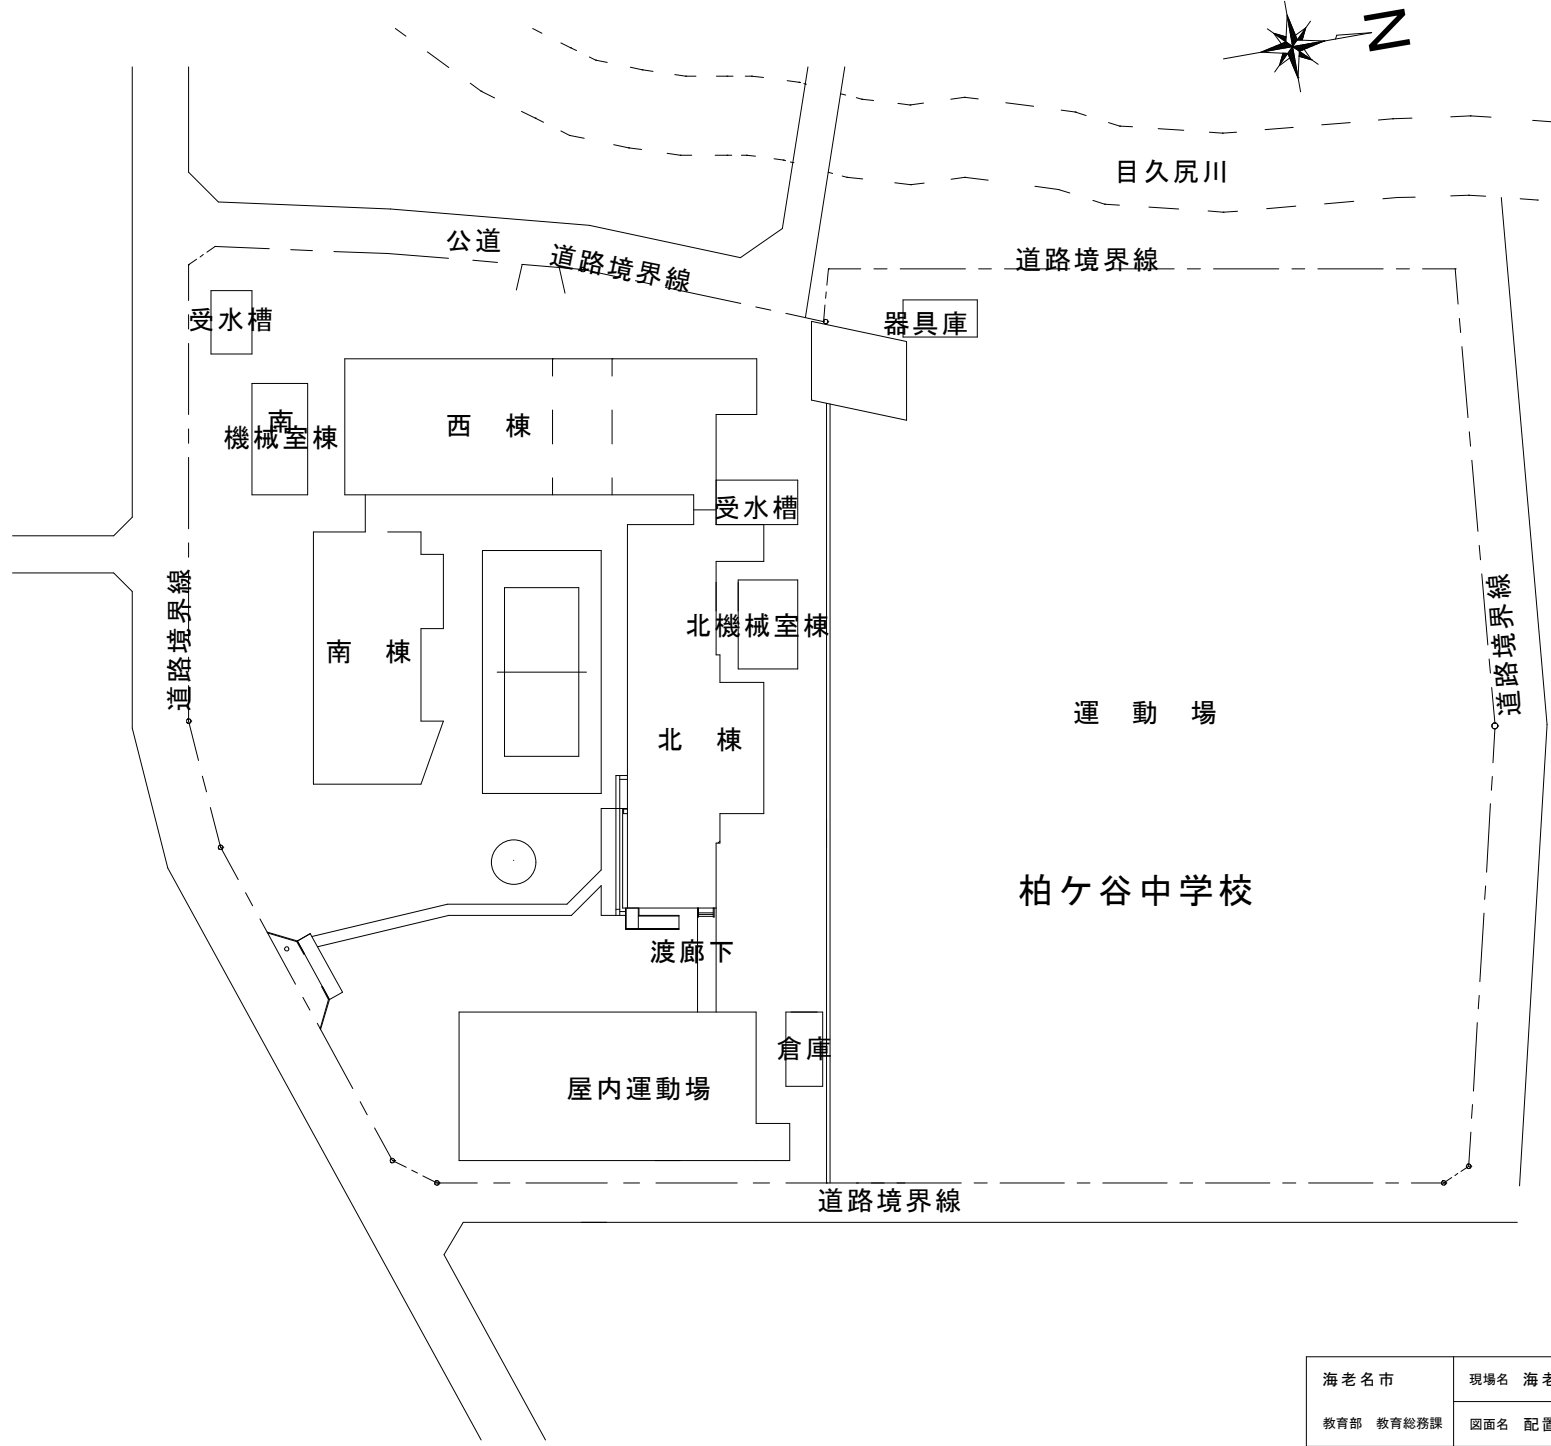 N
目久尻川
公道
道路境界線
道路境界線
受水槽
器具庫
南
機械室棟
西 棟
受水槽
道路境界線
北機械室棟
道路境界線
南 棟
運 動 場
北 棟
柏ケ谷中学校
渡廊下
倉庫
屋内運動場
道路境界線
海老名市
現場名 海老
教育部 教育総務課
図面名 配置